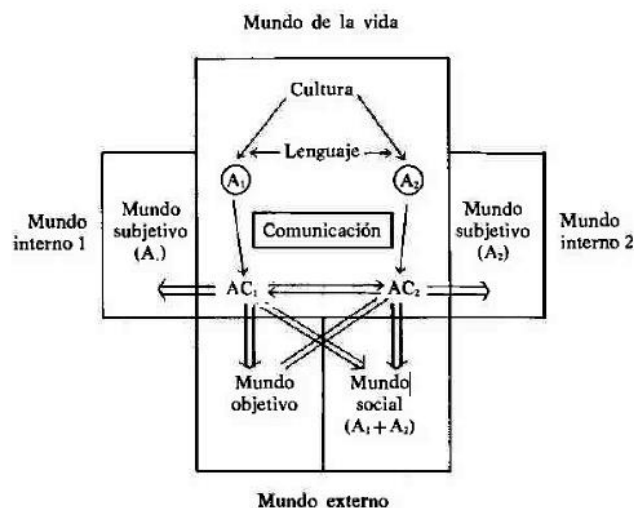 Mundo de la vida
Cultura
Lenguaje
A₁
A₂
Mundo
interno 1
Mundo
subjetivo
(A₁)
Comunicación
Mundo
subjetivo
(A₂)
Mundo
interno 2
AC₁
AC₂
Mundo
objetivo
Mundo
social
(A₁ + A₂)
Mundo externo